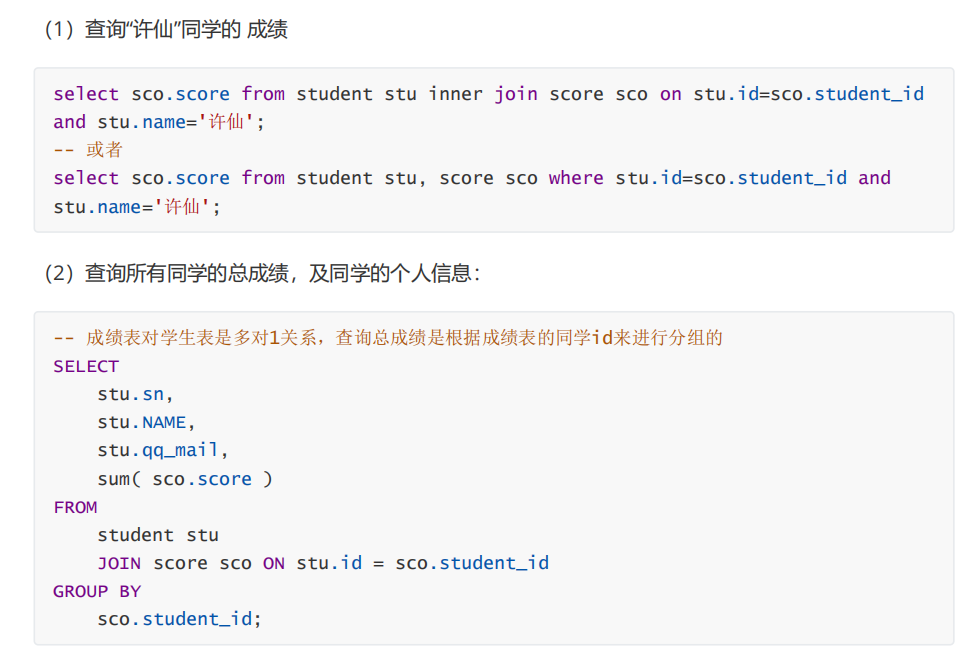 （1）查询“许仙”同学的 成绩
select sco.score from student stu inner join score sco on stu.id=sco.student_id
and stu.name='许仙';
-- 或者
select sco.score from student stu, score sco where stu.id=sco.student_id and
stu.name='许仙';
（2）查询所有同学的总成绩，及同学的个人信息：
-- 成绩表对学生表是多对1关系，查询总成绩是根据成绩表的同学id来进行分组的
SELECT
    stu.sn,
    stu.NAME,
    stu.qq_mail,
    sum( sco.score )
FROM
    student stu
    JOIN score sco ON stu.id = sco.student_id
GROUP BY
    sco.student_id;